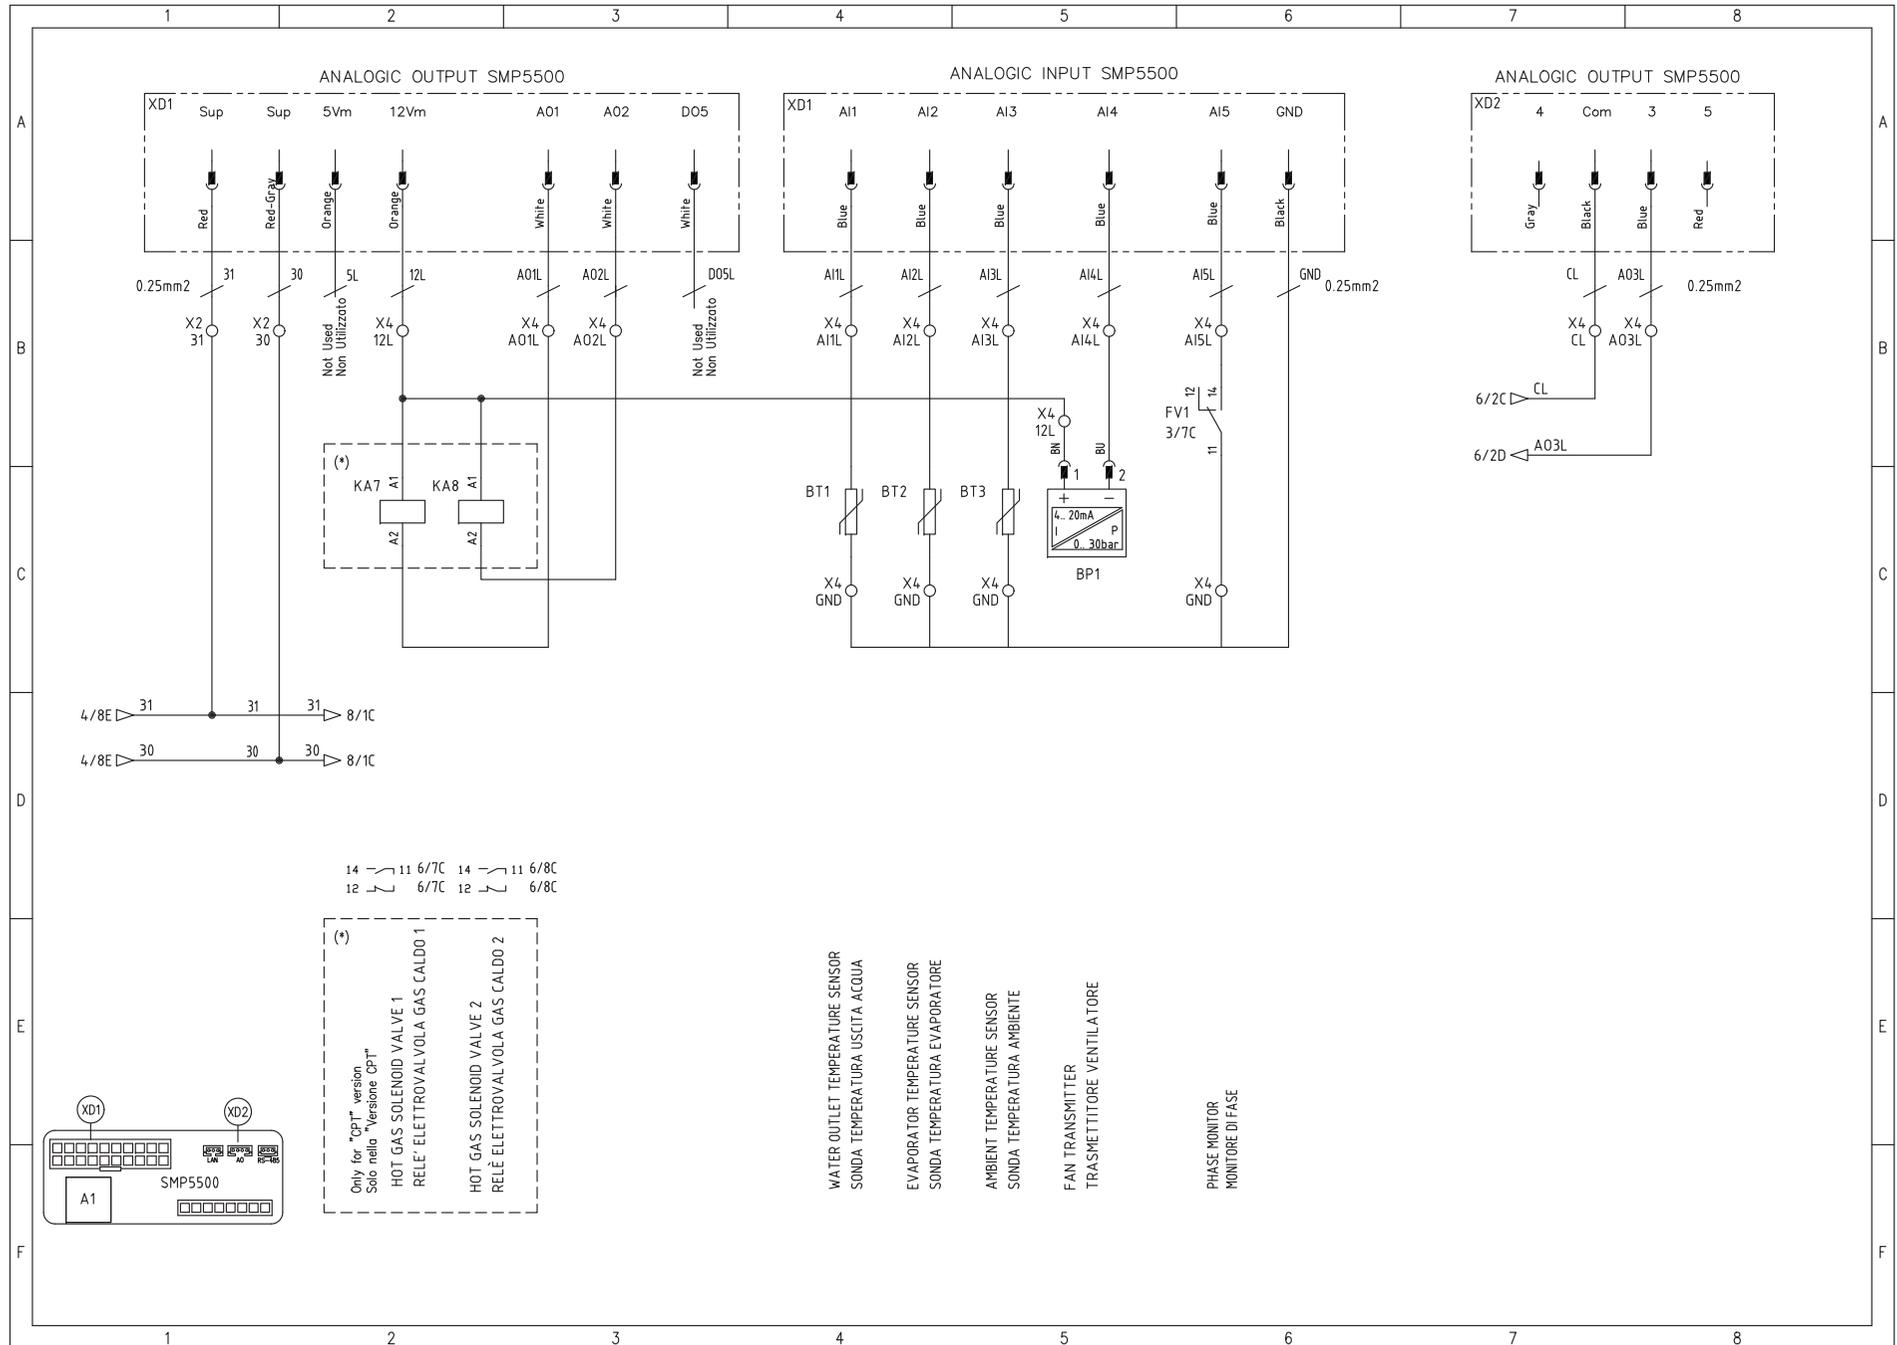 1 2 3 4 5 6 7 8
A
B
C
D
E
F
ANALOGIC OUTPUT SMP5500
XD1 Sup Sup 5Vm 12Vm AO1 AO2 DO5
Red Red-Gray Orange Orange White White White
0.25mm2 31 30 5L 12L AO1L AO2L DO5L
X2 X2 X4 X4 X4
31 30 12L AO1L AO2L
Not Used
Non Utilizzato
Not Used
Non Utilizzato
(*)
KA7 A1 KA8 A1
A2 A2
ANALOGIC INPUT SMP5500
XD1 AI1 AI2 AI3 AI4 AI5 GND
Blue Blue Blue Blue Blue Black
AI1L AI2L AI3L AI4L AI5L GND 0.25mm2
X4 X4 X4 X4 X4
AI1L AI2L AI3L AI4L AI5L
X4
12L
BN BU
1 2
12 14
FV1
3/7C
11
BT1 BT2 BT3
+ −
4.. 20mA
I P
0.. 30bar
BP1
X4 X4 X4 X4
GND GND GND GND
ANALOGIC OUTPUT SMP5500
XD2 4 Com 3 5
Gray Black Blue Red
CL AO3L 0.25mm2
X4 X4
CL AO3L
6/2C CL
6/2D AO3L
4/8E 31 31 31 8/1C
4/8E 30 30 30 8/1C
14 11 6/7C 14 11 6/8C
12 6/7C 12 6/8C
(*)
Only for "CPT" version
Solo nella "Versione CPT"
HOT GAS SOLENOID VALVE 1
RELE' ELETTROVALVOLA GAS CALDO 1
HOT GAS SOLENOID VALVE 2
RELÈ ELETTROVALVOLA GAS CALDO 2
WATER OUTLET TEMPERATURE SENSOR
SONDA TEMPERATURA USCITA ACQUA
EVAPORATOR TEMPERATURE SENSOR
SONDA TEMPERATURA EVAPORATORE
AMBIENT TEMPERATURE SENSOR
SONDA TEMPERATURA AMBIENTE
FAN TRANSMITTER
TRASMETTITORE VENTILATORE
PHASE MONITOR
MONITORE DI FASE
XD1 XD2
LAN AO RS-485
SMP5500
A1
A
B
C
D
E
F
1 2 3 4 5 6 7 8